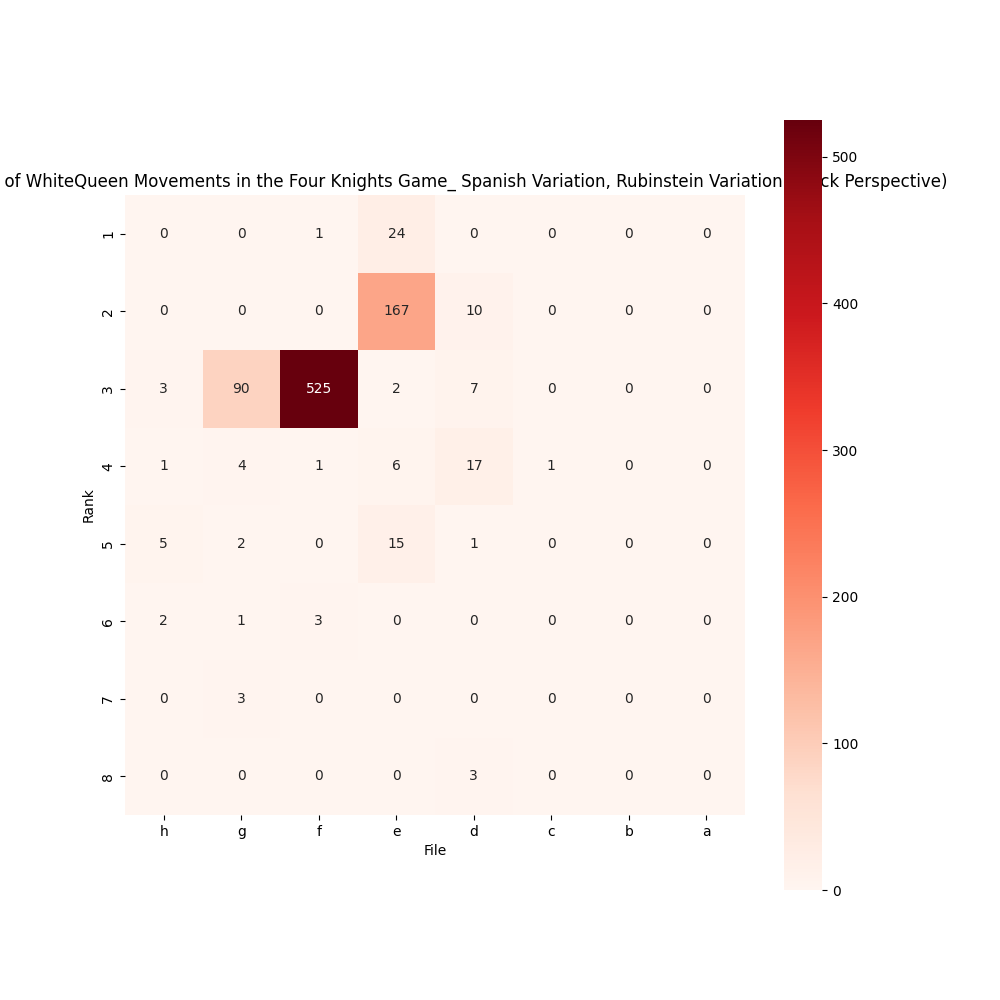 of WhiteQueen Movements in the Four Knights Game_ Spanish Variation, Rubinstein Variation ck Perspective)
500
400
300
200
100
0
Rank
1 0 0 1 24 0 0 0 0
2 0 0 0 167 10 0 0 0
3 3 90 525 2 7 0 0 0
4 1 4 1 6 17 1 0 0
5 5 2 0 15 1 0 0 0
6 2 1 3 0 0 0 0 0
7 0 3 0 0 0 0 0 0
8 0 0 0 0 3 0 0 0
h g f e d c b a
File